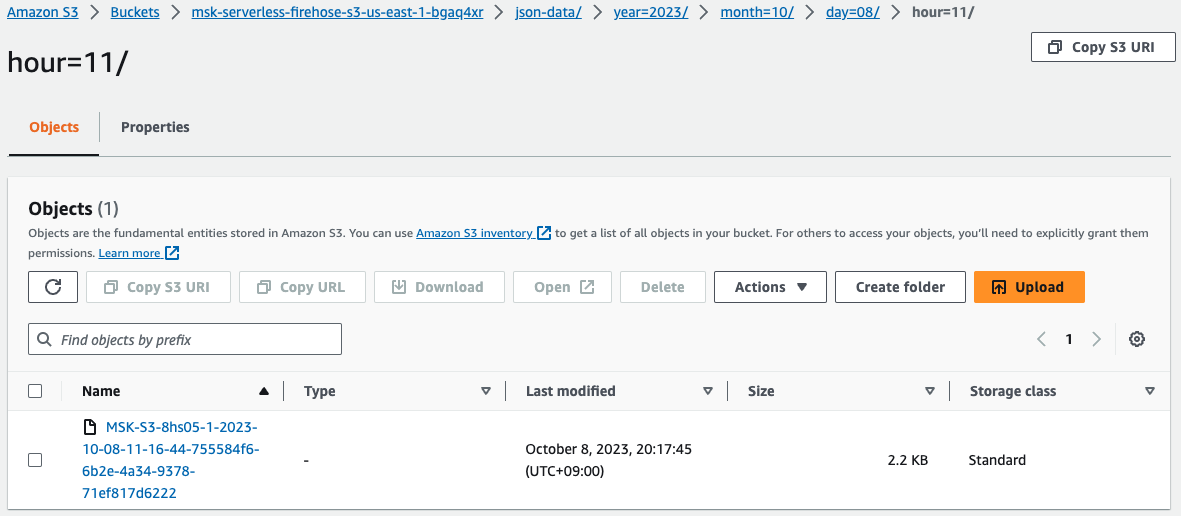 Amazon S3 > Buckets > msk-serverless-firehose-s3-us-east-1-bgaq4xr > json-data/ > year=2023/ > month=10/ > day=08/ > hour=11/
hour=11/
Copy S3 URI
Objects
Properties
Objects (1)
Objects are the fundamental entities stored in Amazon S3. You can use Amazon S3 inventory to get a list of all objects in your bucket. For others to access your objects, you'll need to explicitly grant them
permissions. Learn more
Copy S3 URI Copy URL Download Open Delete Actions Create folder Upload
Find objects by prefix
1
Name Type Last modified Size Storage class
MSK-S3-8hs05-1-2023-
10-08-11-16-44-755584f6-
6b2e-4a34-9378-
71ef817d6222
-
October 8, 2023, 20:17:45
(UTC+09:00)
2.2 KB
Standard